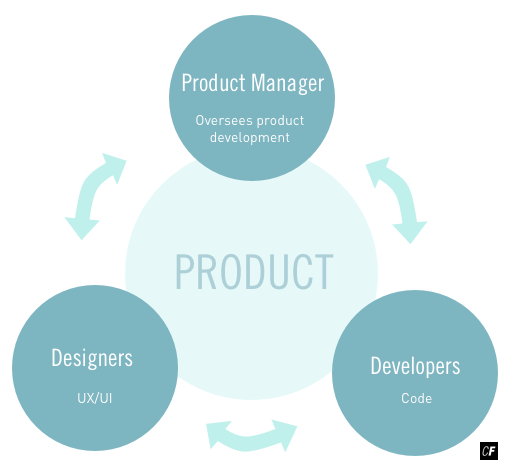 Product Manager
Oversees product
development
PRODUCT
Designers
UX/UI
Developers
Code
CF